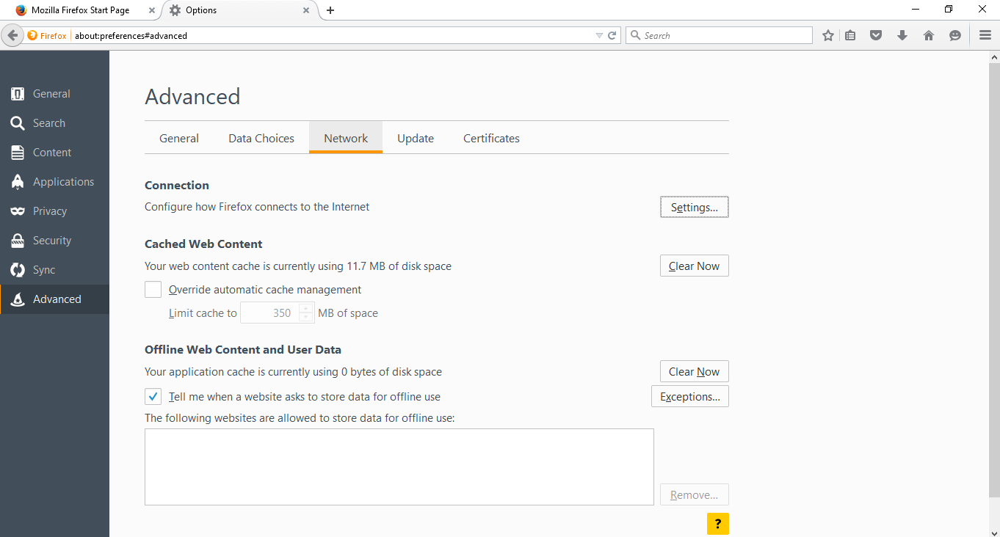 Mozilla Firefox Start Page
Options
Firefox
about:preferences#advanced
Search
General
Search
Content
Applications
Privacy
Security
Sync
Advanced
Advanced
General Data Choices Network Update Certificates
Connection
Configure how Firefox connects to the Internet
Settings...
Cached Web Content
Your web content cache is currently using 11.7 MB of disk space
Clear Now
Override automatic cache management
Limit cache to 350 MB of space
Offline Web Content and User Data
Your application cache is currently using 0 bytes of disk space
Clear Now
Tell me when a website asks to store data for offline use
Exceptions...
The following websites are allowed to store data for offline use:
Remove...
?